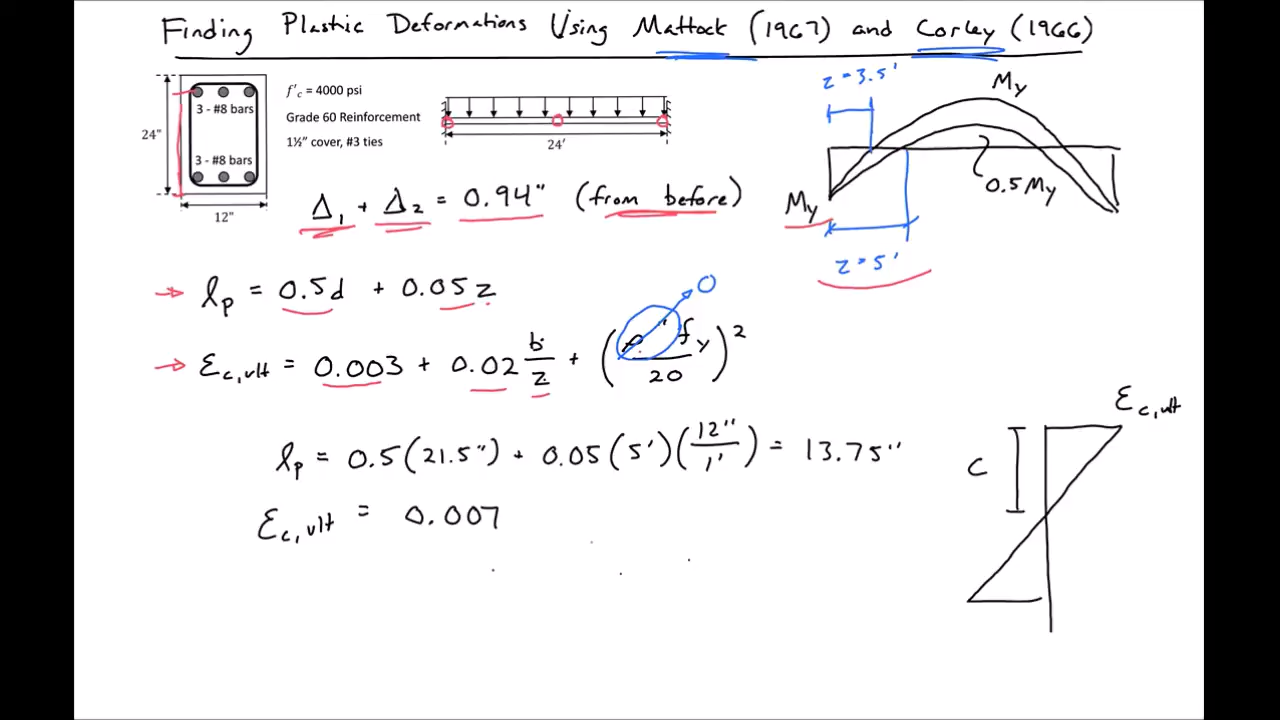 Finding Plastic Deformations Using Mattock (1967) and Corley (1966)
24"
3 - #8 bars
3 - #8 bars
12"
f'c = 4000 psi
Grade 60 Reinforcement
1½" cover, #3 ties
24'
z = 3.5'
My
0.5 My
My
z = 5'
Δ1 + Δ2 = 0.94" (from before)
lp = 0.5d + 0.05z
εc,ult = 0.003 + 0.02 b/z + (ρ' fy / 20)² 0
lp = 0.5(21.5") + 0.05(5')(12"/1') = 13.75"
εc,ult = 0.007
εc,ult
c